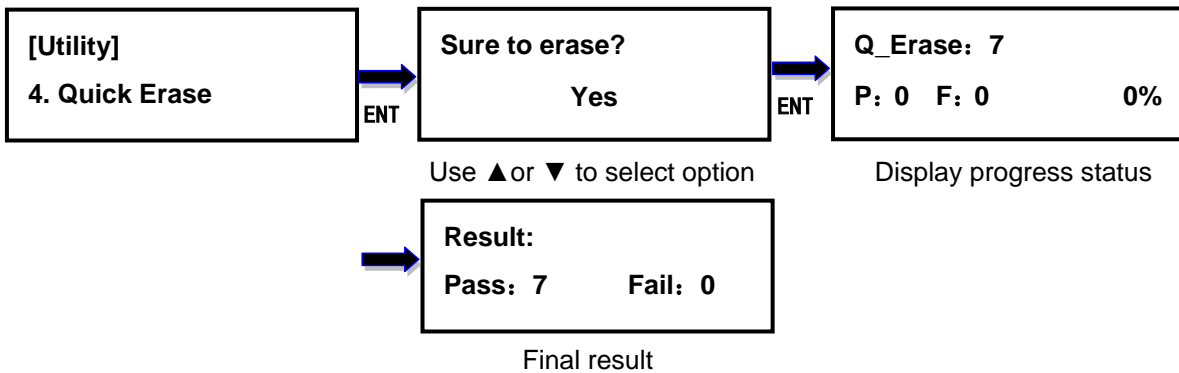 [Utility]
4. Quick Erase
ENT
Sure to erase?
Yes
Use ▲or ▼ to select option
ENT
Q_Erase：7
P：0 F：0 0%
Display progress status
Result:
Pass：7 Fail：0
Final result